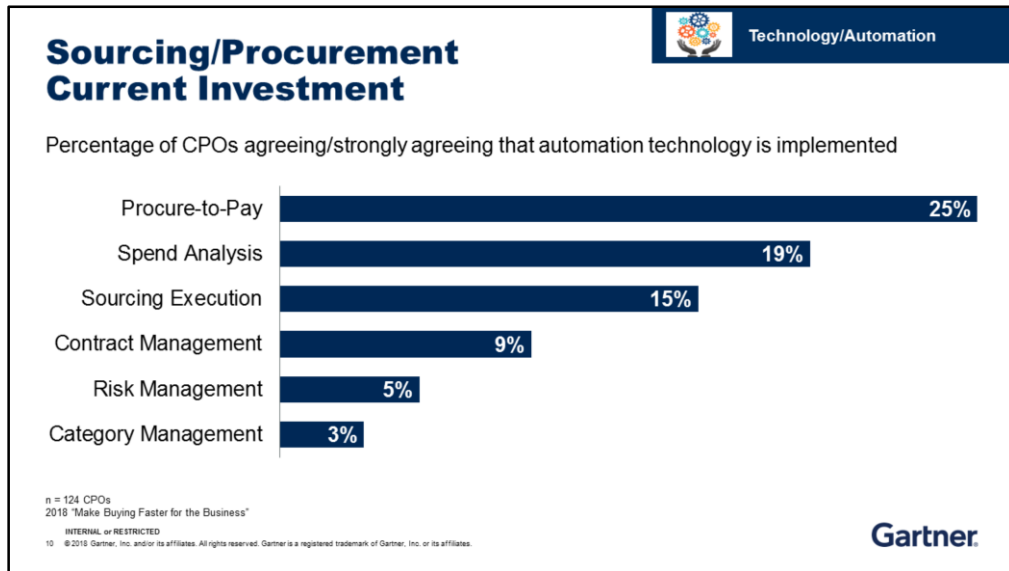 Sourcing/Procurement
Current Investment
Technology/Automation
Percentage of CPOs agreeing/strongly agreeing that automation technology is implemented
Procure-to-Pay 25%
Spend Analysis 19%
Sourcing Execution 15%
Contract Management 9%
Risk Management 5%
Category Management 3%
n = 124 CPOs
2018 "Make Buying Faster for the Business"
INTERNAL or RESTRICTED
10 © 2018 Gartner, Inc. and/or its affiliates. All rights reserved. Gartner is a registered trademark of Gartner, Inc. or its affiliates.
Gartner